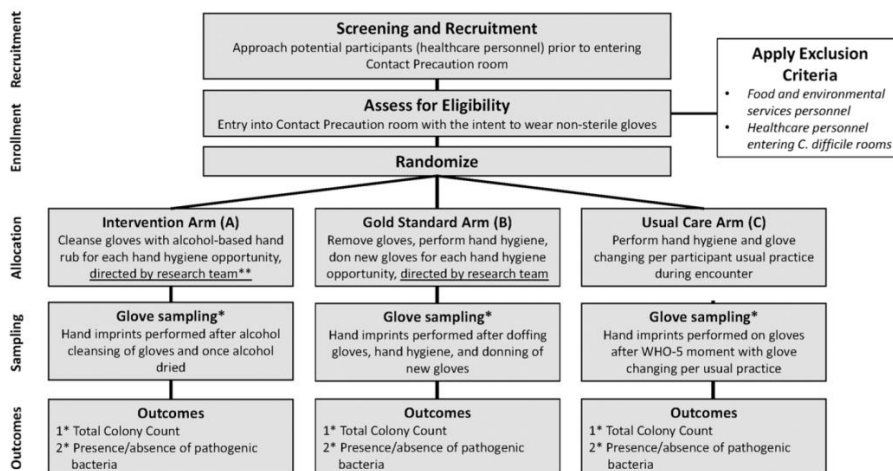 Recruitment
Screening and Recruitment
Approach potential participants (healthcare personnel) prior to entering
Contact Precaution room
Apply Exclusion
Criteria
• Food and environmental
services personnel
• Healthcare personnel
entering C. difficile rooms
Enrollment
Assess for Eligibility
Entry into Contact Precaution room with the intent to wear non-sterile gloves
Randomize
Allocation
Intervention Arm (A)
Cleanse gloves with alcohol-based hand
rub for each hand hygiene opportunity,
directed by research team**
Gold Standard Arm (B)
Remove gloves, perform hand hygiene,
don new gloves for each hand hygiene
opportunity, directed by research team
Usual Care Arm (C)
Perform hand hygiene and glove
changing per participant usual practice
during encounter
Sampling
Glove sampling*
Hand imprints performed after alcohol
cleansing of gloves and once alcohol
dried
Glove sampling*
Hand imprints performed after doffing
gloves, hand hygiene, and donning of
new gloves
Glove sampling*
Hand imprints performed on gloves
after WHO-5 moment with glove
changing per usual practice
Outcomes
Outcomes
1* Total Colony Count
2* Presence/absence of pathogenic
bacteria
Outcomes
1* Total Colony Count
2* Presence/absence of pathogenic
bacteria
Outcomes
1* Total Colony Count
2* Presence/absence of pathogenic
bacteria